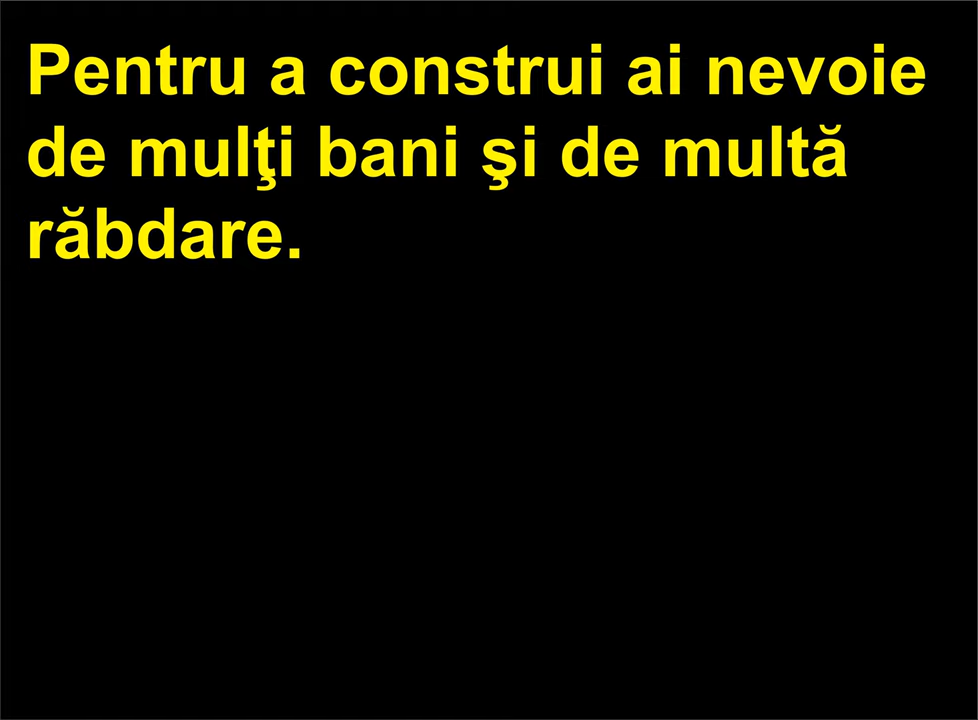 Pentru a construi ai nevoie
de mulţi bani şi de multă
răbdare.